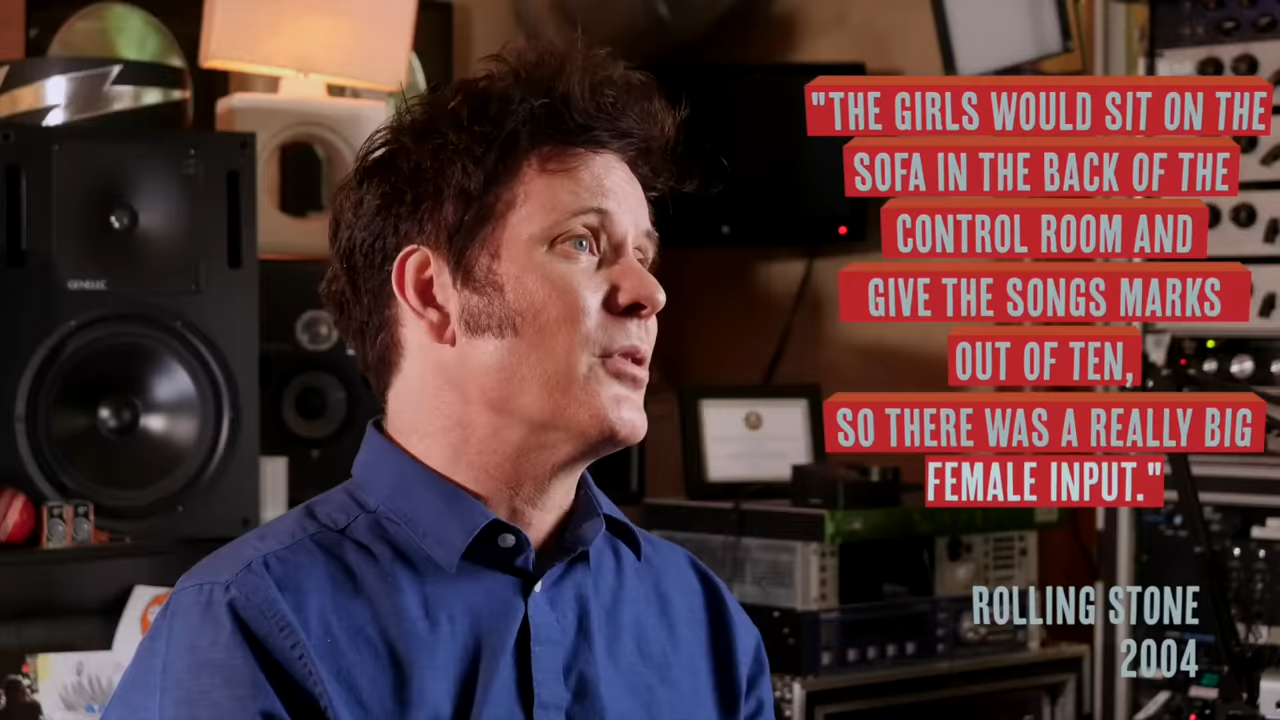 GENELEC
"THE GIRLS WOULD SIT ON THE
SOFA IN THE BACK OF THE
CONTROL ROOM AND
GIVE THE SONGS MARKS
OUT OF TEN,
SO THERE WAS A REALLY BIG
FEMALE INPUT."
ROLLING STONE
2004